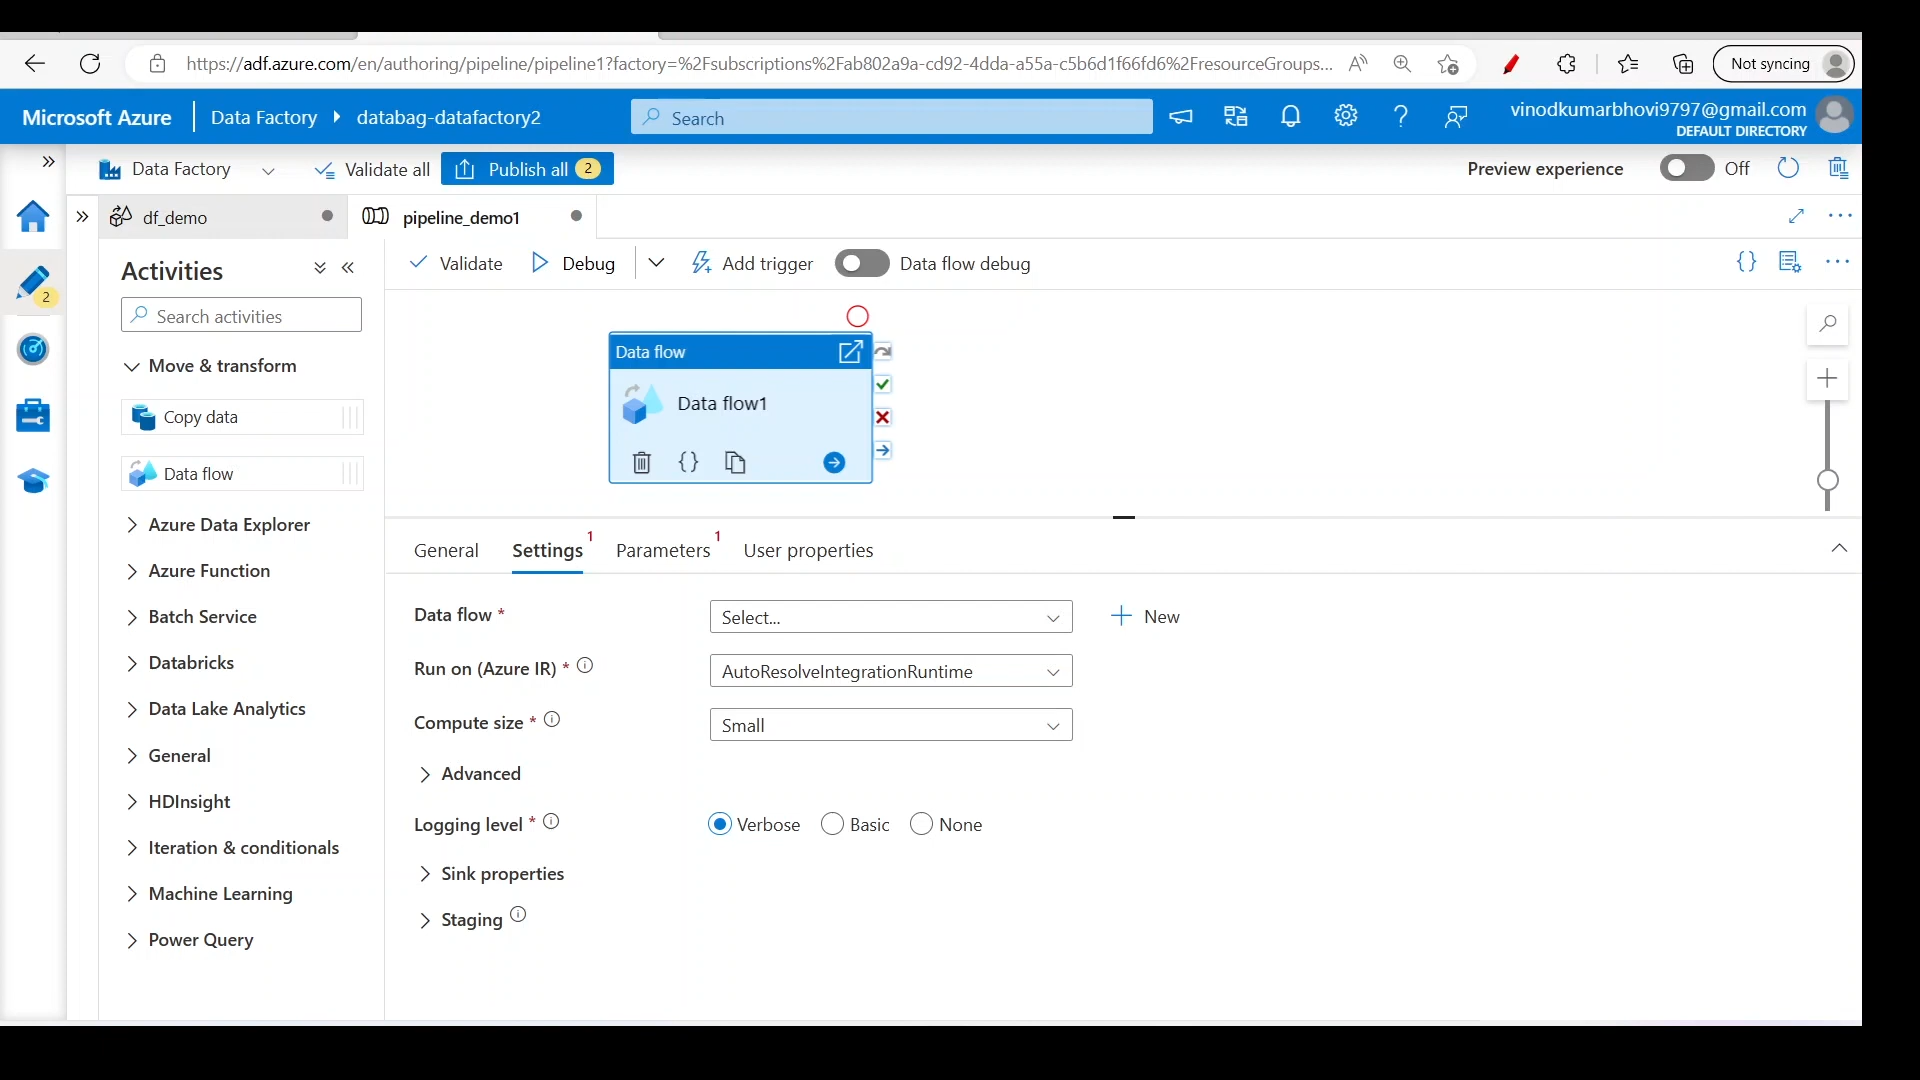 https://adf.azure.com/en/authoring/pipeline/pipeline1?factory=%2Fsubscriptions%2Fab802a9a-cd92-4dda-a55a-c5b6d1f66fd6%2FresourceGroups...
Not syncing
Microsoft Azure
Data Factory
databag-datafactory2
Search
vinodkumarbhovi9797@gmail.com
DEFAULT DIRECTORY
Data Factory
Validate all
Publish all 2
Preview experience
Off
df_demo
pipeline_demo1
2
Activities
Validate
Debug
Add trigger
Data flow debug
{}
Search activities
Move & transform
Copy data
Data flow
Azure Data Explorer
Azure Function
Batch Service
Databricks
Data Lake Analytics
General
HDInsight
Iteration & conditionals
Machine Learning
Power Query
Data flow
Data flow1
{}
General
Settings 1
Parameters 1
User properties
Data flow *
Select...
New
Run on (Azure IR) *
AutoResolveIntegrationRuntime
Compute size *
Small
Advanced
Logging level *
Verbose
Basic
None
Sink properties
Staging